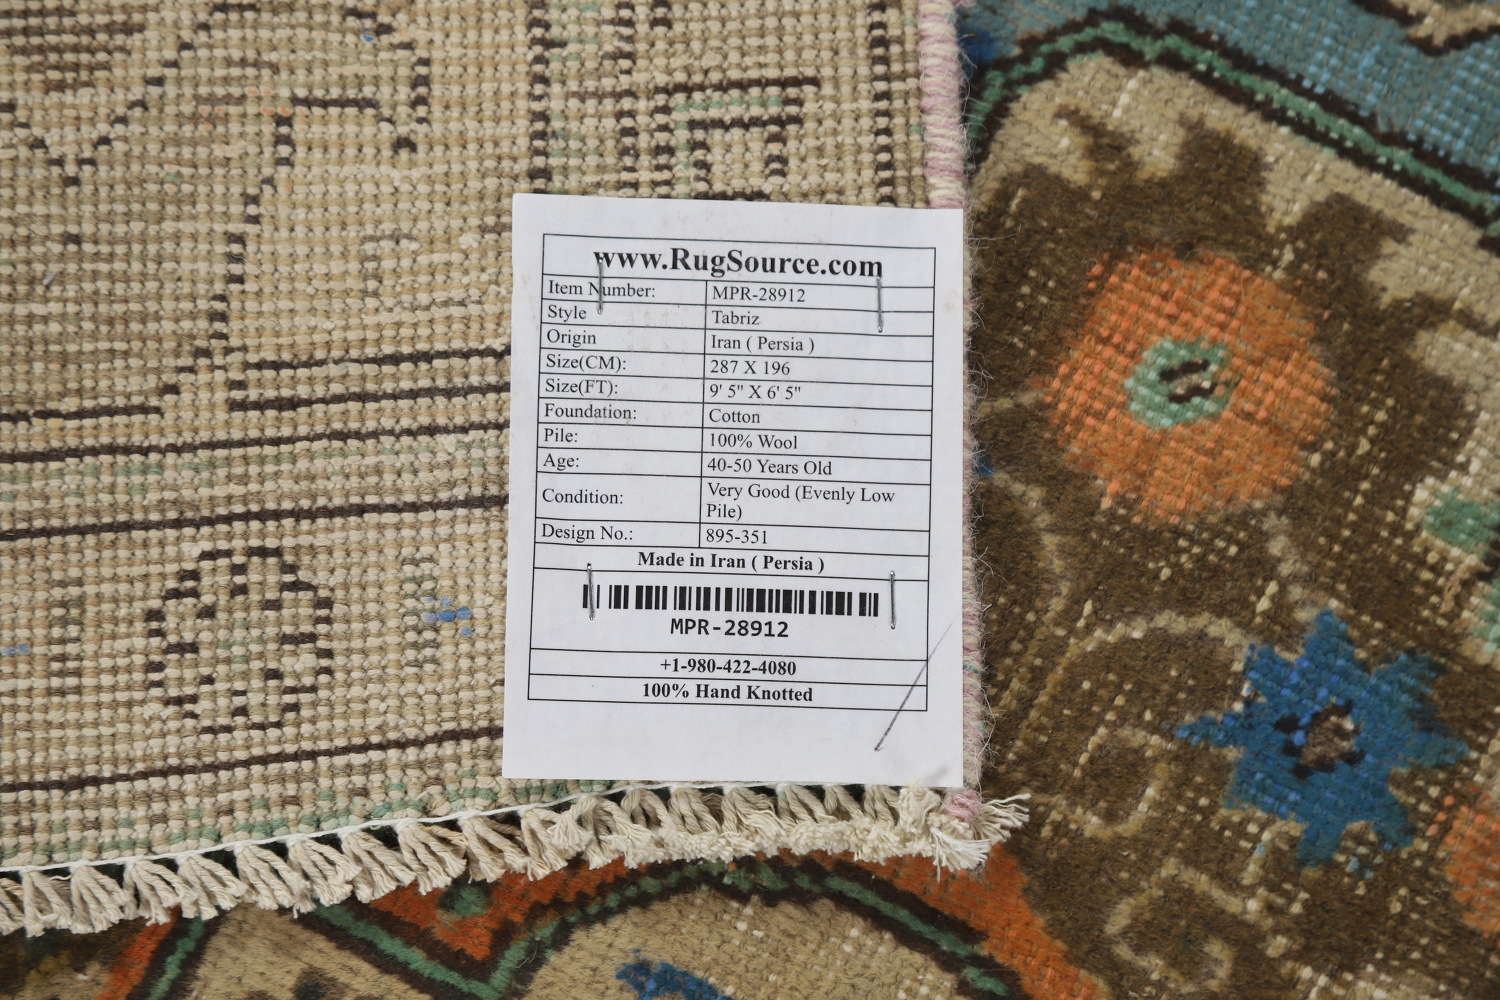 www.RugSource.com
Item Number: MPR-28912
Style Tabriz
Origin Iran ( Persia )
Size(CM): 287 X 196
Size(FT): 9' 5" X 6' 5"
Foundation: Cotton
Pile: 100% Wool
Age: 40-50 Years Old
Condition: Very Good (Evenly Low
Pile)
Design No.: 895-351
Made in Iran ( Persia )
MPR-28912
+1-980-422-4080
100% Hand Knotted